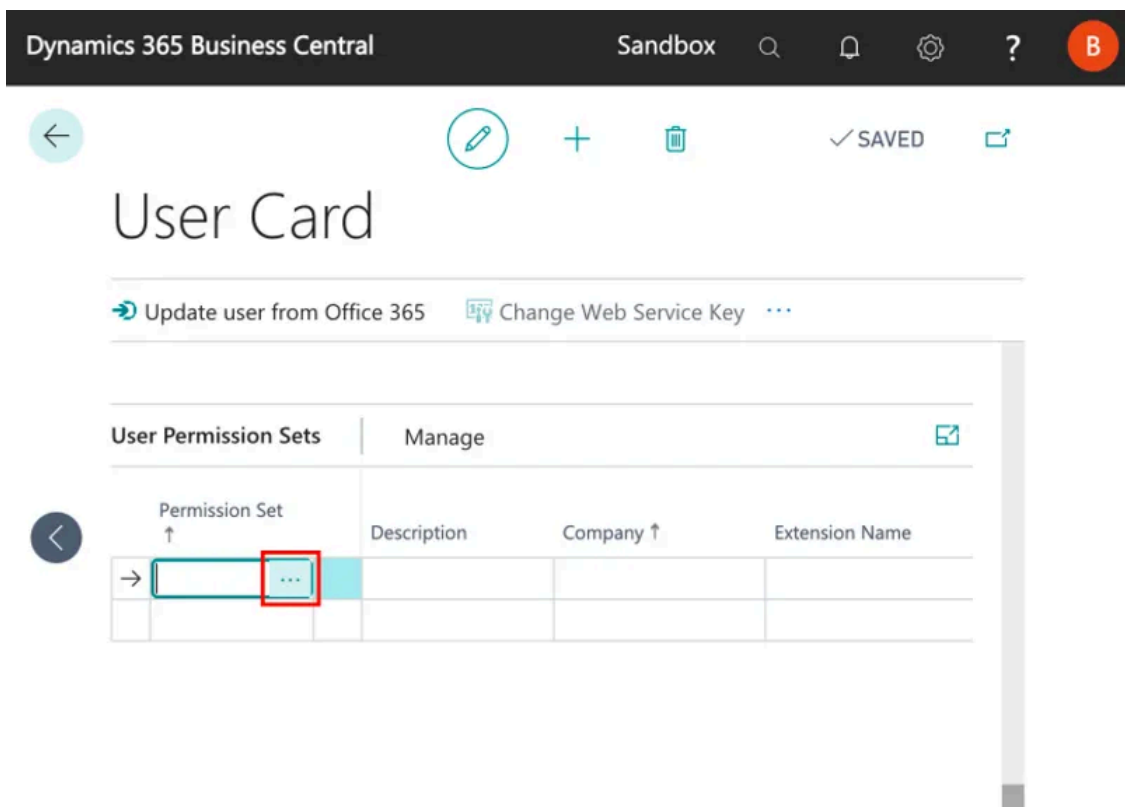 Dynamics 365 Business Central Sandbox ? B
SAVED
User Card
Update user from Office 365 Change Web Service Key ...
User Permission Sets Manage
Permission Set
↑ Description Company ↑ Extension Name
→ ...